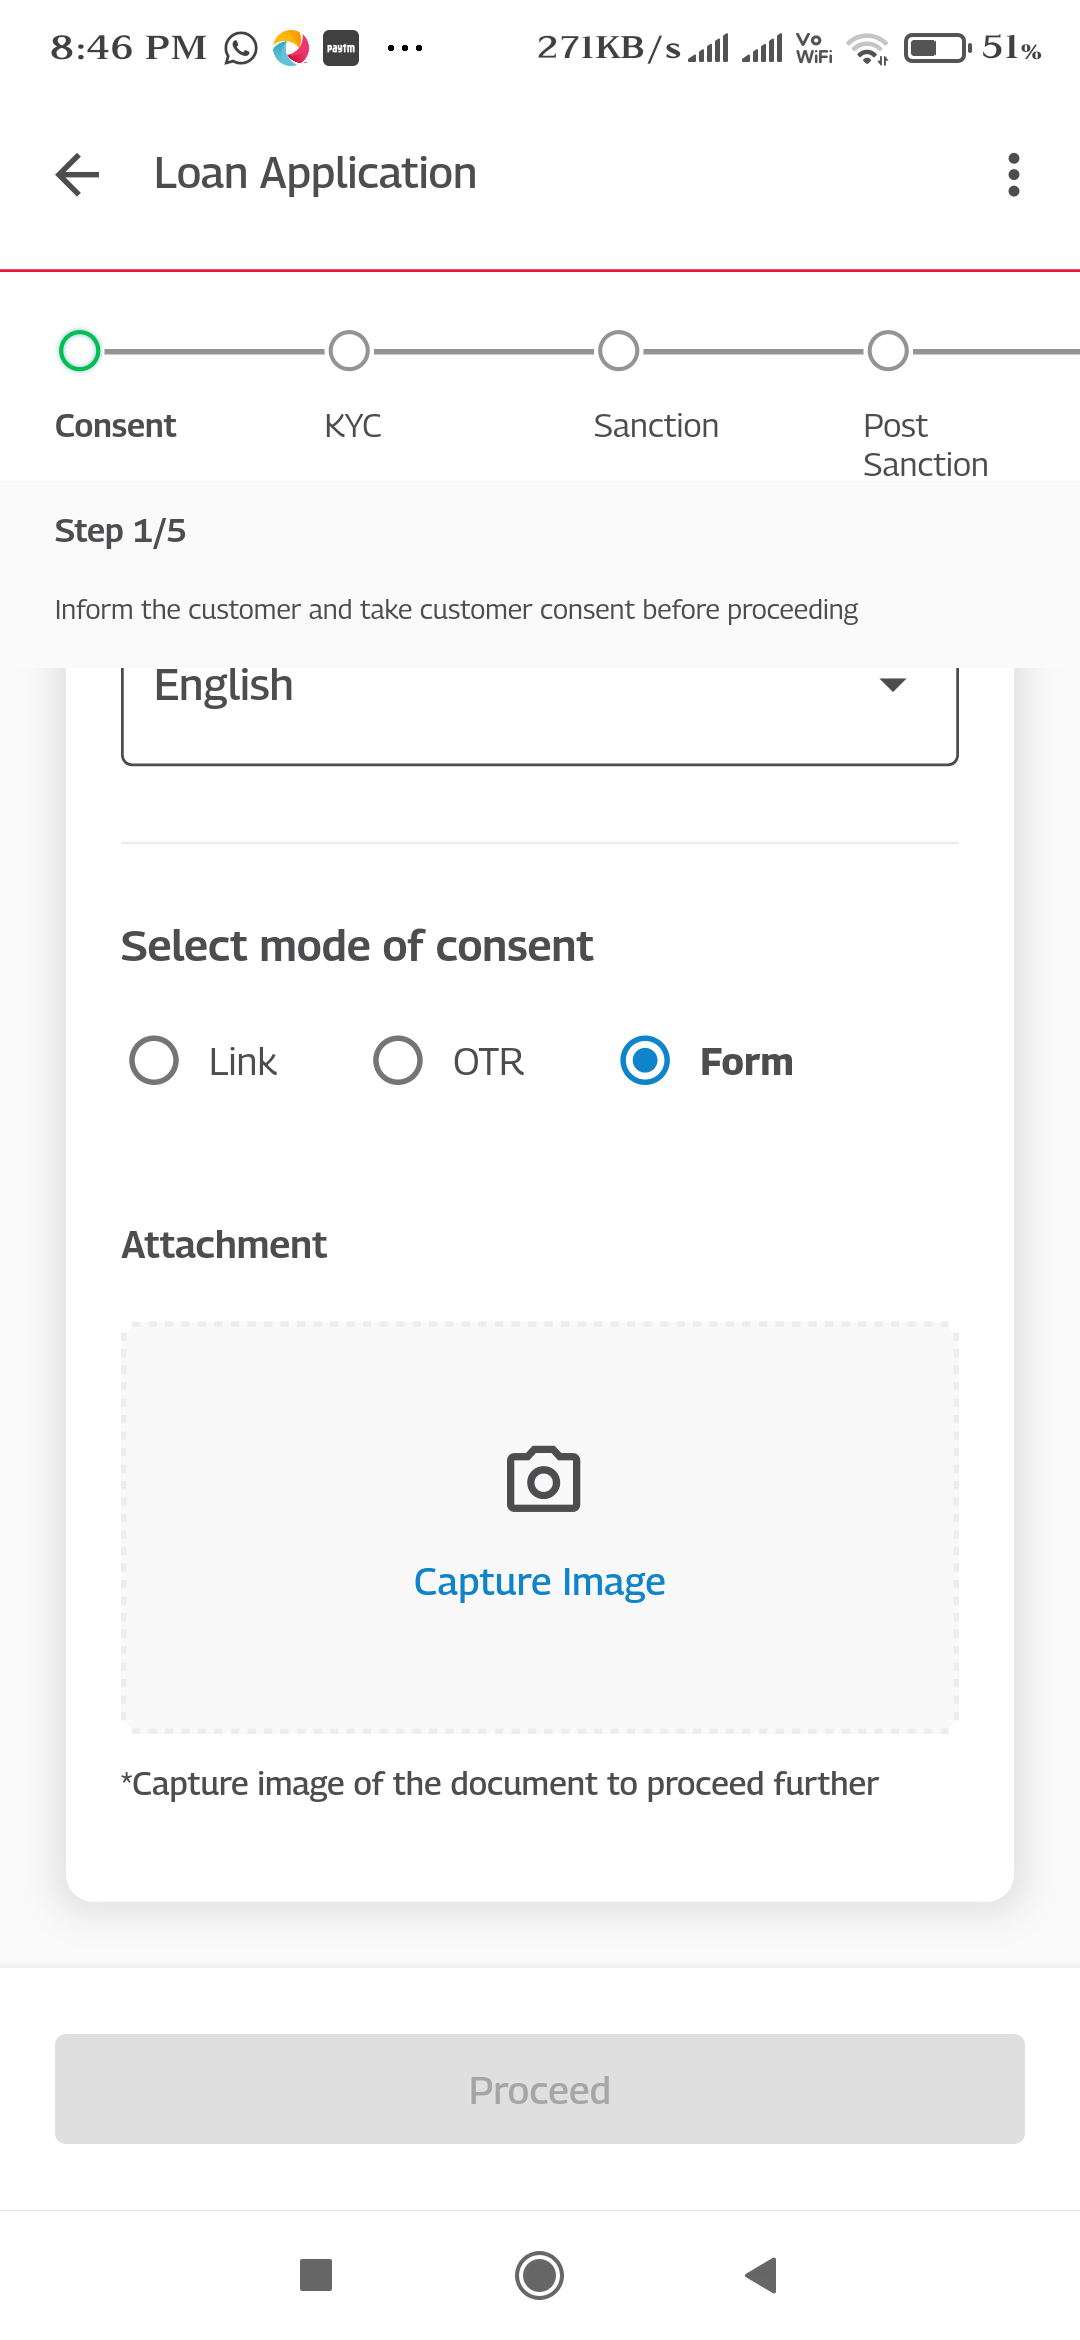 8:46 PM paytm ... 271KB/s Vo WiFi 51%
Loan Application
Consent KYC Sanction Post Sanction
Step 1/5
Inform the customer and take customer consent before proceeding
English
Select mode of consent
Link OTR Form
Attachment
Capture Image
*Capture image of the document to proceed further
Proceed